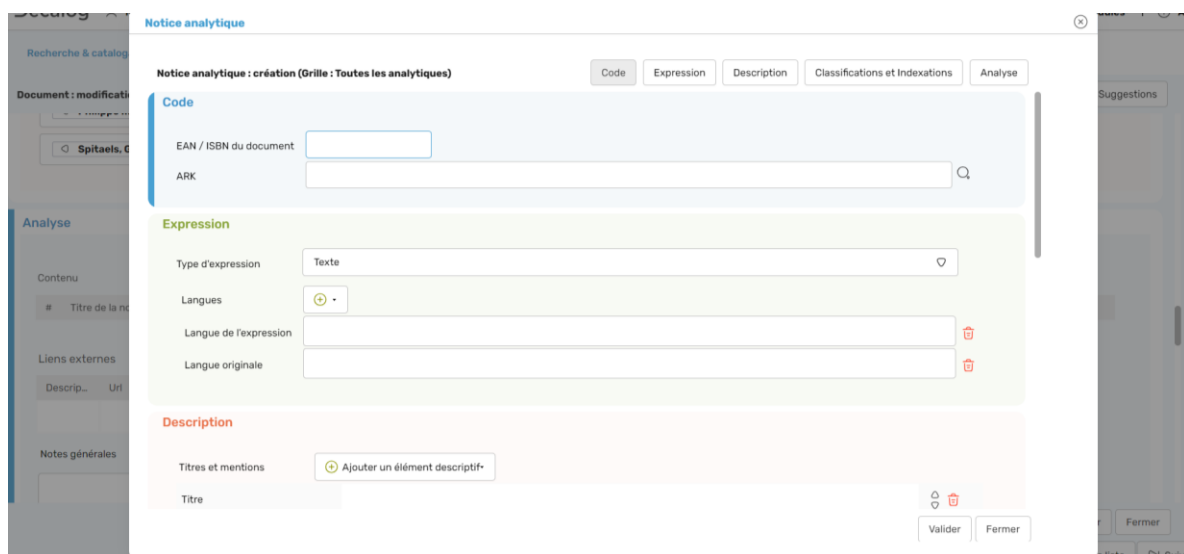 Decalog
Notice analytique
Recherche & catalog
Notice analytique : création (Grille : Toutes les analytiques)
Code
Expression
Description
Classifications et Indexations
Analyse
Document : modificati
Suggestions
Code
EAN / ISBN du document
Spitaels, G
ARK
Analyse
Expression
Type d'expression
Texte
Contenu
Langues
# Titre de la no
Langue de l'expression
Liens externes
Langue originale
Descrip... Url
Description
Notes générales
Titres et mentions
Ajouter un élément descriptif
Titre
Valider
Fermer
Fermer